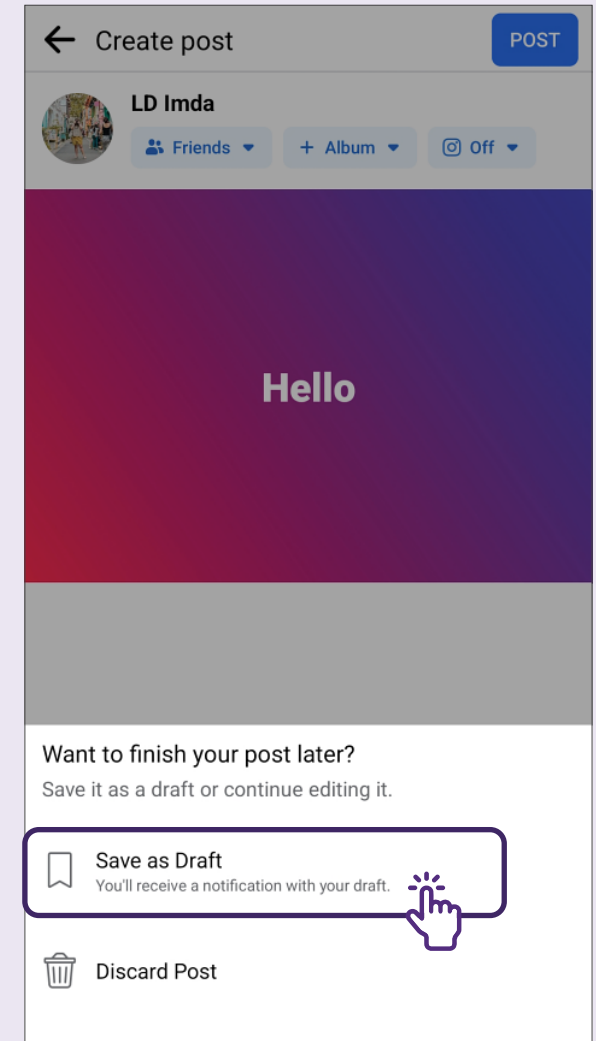 Create post
POST
LD Imda
Friends
+ Album
Off
Hello
Want to finish your post later?
Save it as a draft or continue editing it.
Save as Draft
You'll receive a notification with your draft.
Discard Post